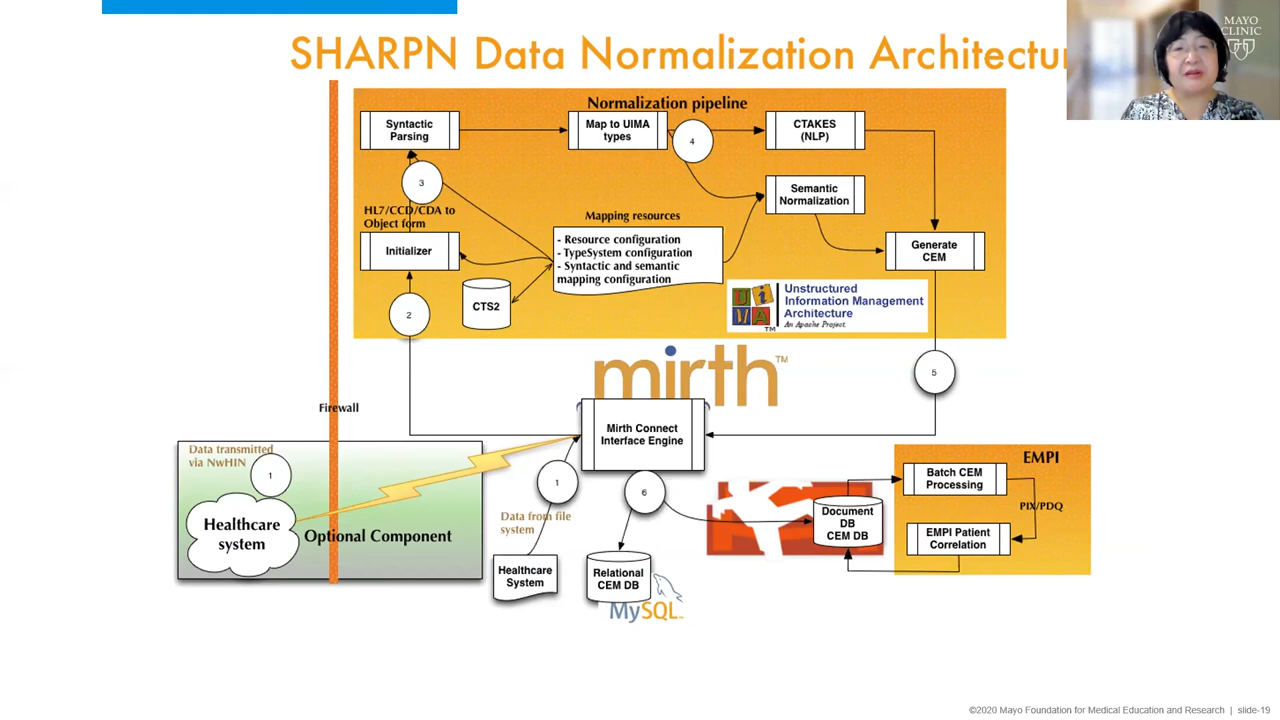 SHARPN Data Normalization Architectur
MAYO
CLINIC
Normalization pipeline
Syntactic
Parsing
Map to UIMA
types
4
CTAKES
(NLP)
3
Semantic
Normalization
HL7/CCD/CDA to
Object form
Mapping resources
Initializer
- Resource configuration
- TypeSystem configuration
- Syntactic and semantic
mapping configuration
Generate
CEM
CTS2
UIMA
TM
Unstructured
Information Management
Architecture
An Apache Project
2
mirth™
5
Firewall
Mirth Connect
Interface Engine
Data transmitted
via NwHIN
1
Healthcare
system
Optional Component
1
Data from file
system
Healthcare
System
6
Relational
CEM DB
MySQL™
Document
DB
CEM DB
EMPI
Batch CEM
Processing
PIX/PDQ
EMPI Patient
Correlation
©2020 Mayo Foundation for Medical Education and Research | slide-19